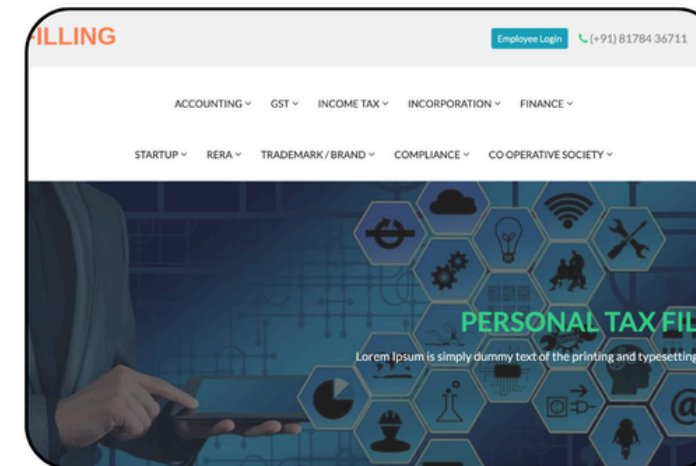 FILLING
Employee Login (+91) 81784 36711
ACCOUNTING GST INCOME TAX INCORPORATION FINANCE
STARTUP RERA TRADEMARK / BRAND COMPLIANCE CO OPERATIVE SOCIETY
PERSONAL TAX FIL
Lorem Ipsum is simply dummy text of the printing and typesetting
@